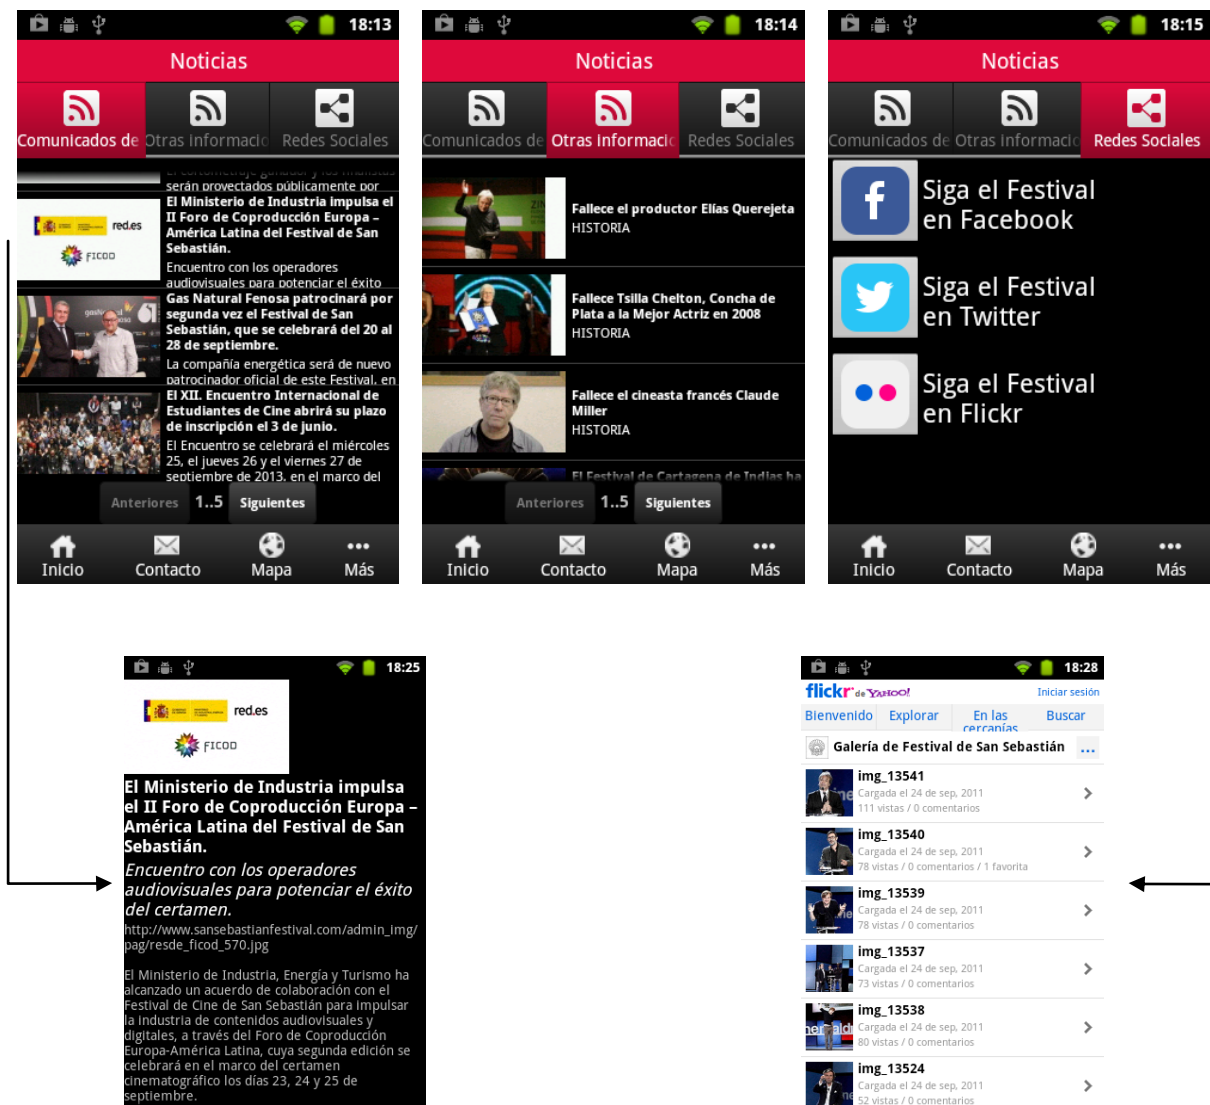 18:13
Noticias
Comunicados de
Otras informacio
Redes Sociales
El cortometraje ganador y los finalistas
serán proyectados públicamente por
El Ministerio de Industria impulsa el
II Foro de Coproducción Europa –
América Latina del Festival de San
Sebastián.
Encuentro con los operadores
audiovisuales para potenciar el éxito
red.es
FICOD
Gas Natural Fenosa patrocinará por
segunda vez el Festival de San
Sebastián, que se celebrará del 20 al
28 de septiembre.
La compañía energética será de nuevo
patrocinador oficial de este Festival, en
El XII. Encuentro Internacional de
Estudiantes de Cine abrirá su plazo
de inscripción el 3 de junio.
El Encuentro se celebrará el miércoles
25, el jueves 26 y el viernes 27 de
septiembre de 2013, en el marco del
Anteriores 1..5 Siguientes
Inicio Contacto Mapa Más
18:14
Noticias
Comunicados de
Otras informacic
Redes Sociales
Fallece el productor Elías Querejeta
HISTORIA
Fallece Tsilla Chelton, Concha de
Plata a la Mejor Actriz en 2008
HISTORIA
Fallece el cineasta francés Claude
Miller
HISTORIA
El Festival de Cartagena de Indias ha
Anteriores 1..5 Siguientes
Inicio Contacto Mapa Más
18:15
Noticias
Comunicados de
Otras informacio
Redes Sociales
Siga el Festival
en Facebook
Siga el Festival
en Twitter
Siga el Festival
en Flickr
Inicio Contacto Mapa Más
18:25
red.es
FICOD
El Ministerio de Industria impulsa
el II Foro de Coproducción Europa –
América Latina del Festival de San
Sebastián.
Encuentro con los operadores
audiovisuales para potenciar el éxito
del certamen.
http://www.sansebastianfestival.com/admin_img/
pag/resde_ficod_570.jpg
El Ministerio de Industria, Energía y Turismo ha
alcanzado un acuerdo de colaboración con el
Festival de Cine de San Sebastián para impulsar
la industria de contenidos audiovisuales y
digitales, a través del Foro de Coproducción
Europa-América Latina, cuya segunda edición se
celebrará en el marco del certamen
cinematográfico los días 23, 24 y 25 de
septiembre.
18:28
flickr de YAHOO!
Iniciar sesión
Bienvenido
Explorar
En las
cercanías
Buscar
Galería de Festival de San Sebastián ...
img_13541
Cargada el 24 de sep, 2011
111 vistas / 0 comentarios
img_13540
Cargada el 24 de sep, 2011
78 vistas / 0 comentarios / 1 favorita
img_13539
Cargada el 24 de sep, 2011
78 vistas / 0 comentarios
img_13537
Cargada el 24 de sep, 2011
73 vistas / 0 comentarios
img_13538
Cargada el 24 de sep, 2011
80 vistas / 0 comentarios
img_13524
Cargada el 24 de sep, 2011
52 vistas / 0 comentarios